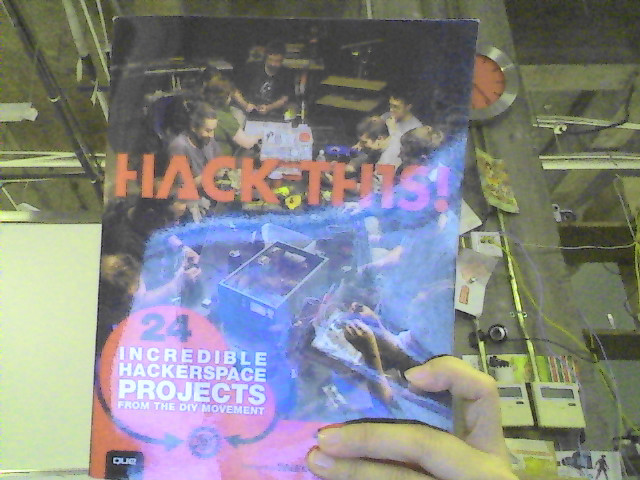 HACK THIS!
24
INCREDIBLE
HACKERSPACE
PROJECTS
FROM THE DIY MOVEMENT
que